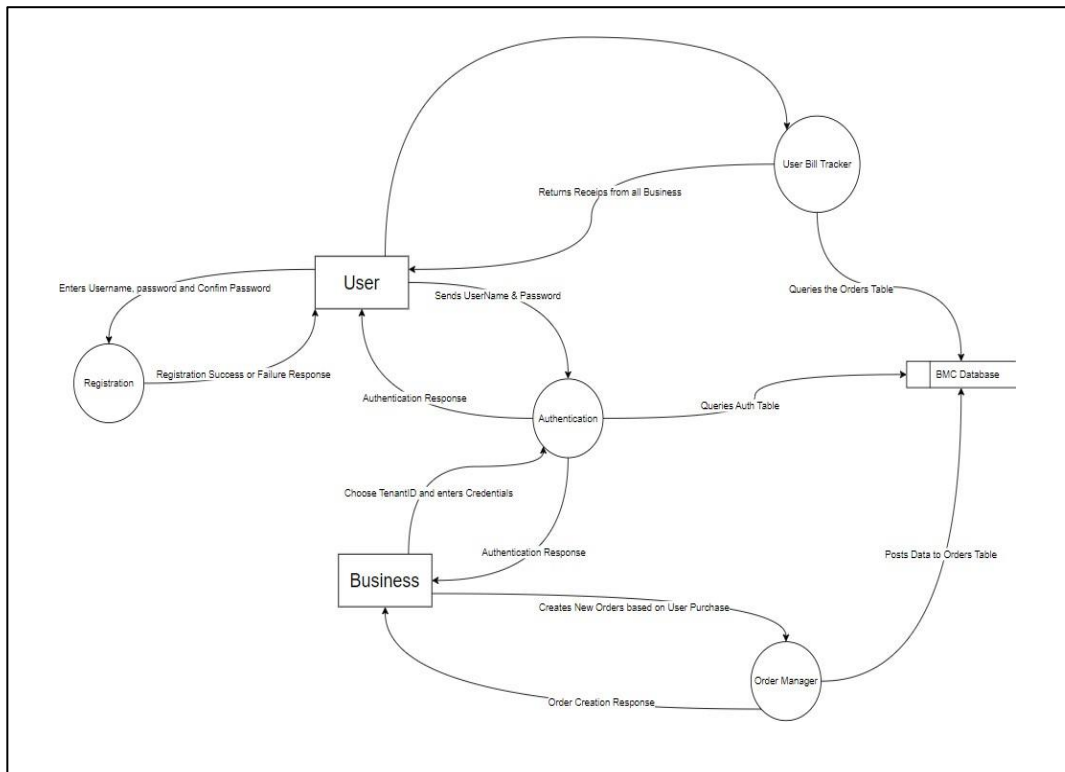 User Bill Tracker
Returns Receips from all Business
User
Enters Username, password and Confim Password
Sends UserName & Password
Queries the Orders Table
Registration
Registration Success or Failure Response
BMC Database
Authentication Response
Authentication
Queries Auth Table
Choose TenantID and enters Credentials
Authentication Response
Posts Data to Orders Table
Business
Creates New Orders based on User Purchase
Order Manager
Order Creation Response